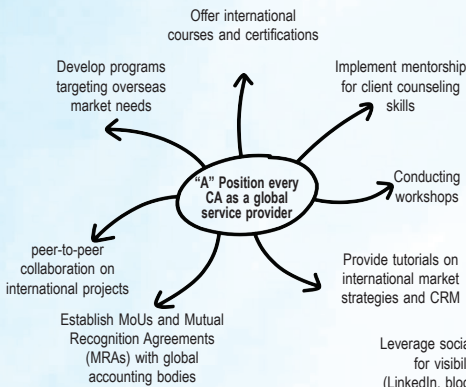 Offer international
courses and certifications
Develop programs
targeting overseas
market needs
Implement mentorship
for client counseling
skills
"A" Position every
CA as a global
service provider
Conducting
workshops
peer-to-peer
collaboration on
international projects
Provide tutorials on
international market
strategies and CRM
Establish MoUs and Mutual
Recognition Agreements
(MRAs) with global
accounting bodies
Leverage
for
(LinkedIn,